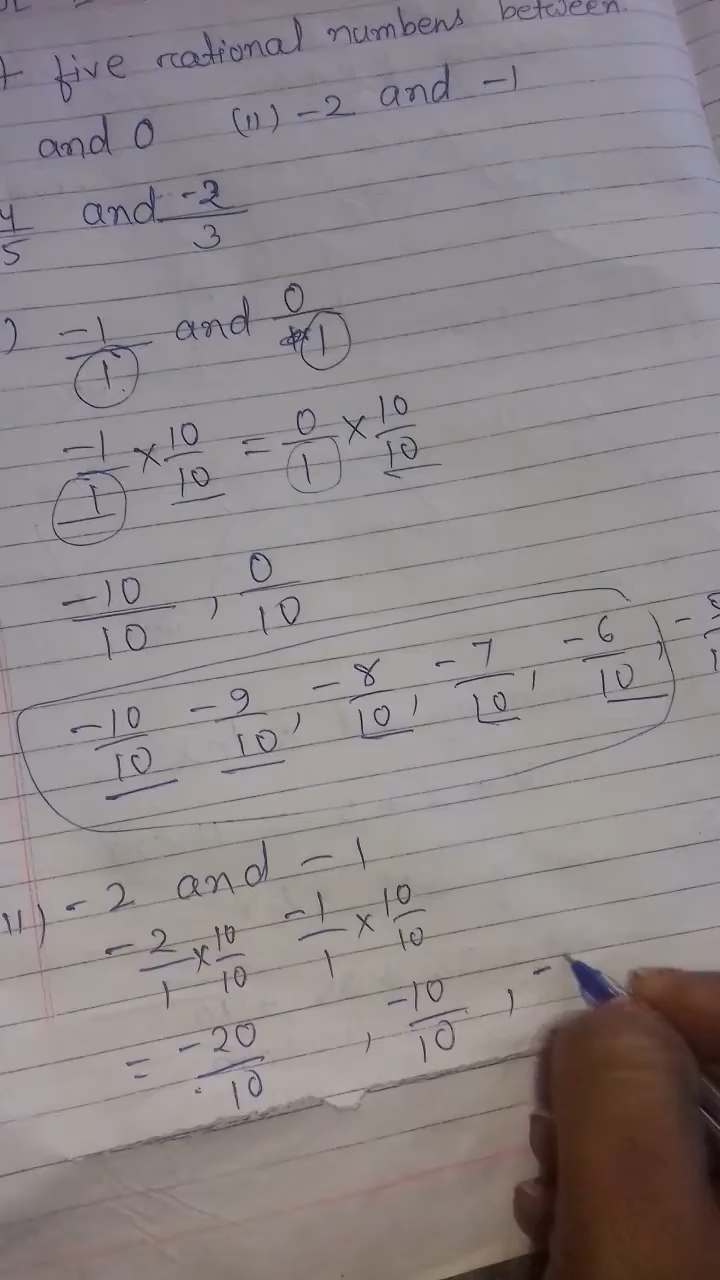 five rational numbers between
and 0 (ii) -2 and -1
4/5 and -2/3
) -1/1 and 0/1
-1/1 × 10/10 = 0/1 × 10/10
-10/10 , 0/10
-10/10 -9/10, -8/10, -7/10, -6/10,
ii) -2 and -1
-2/1 × 10/10 -1/1 × 10/10
= -20/10 , -10/10 , -